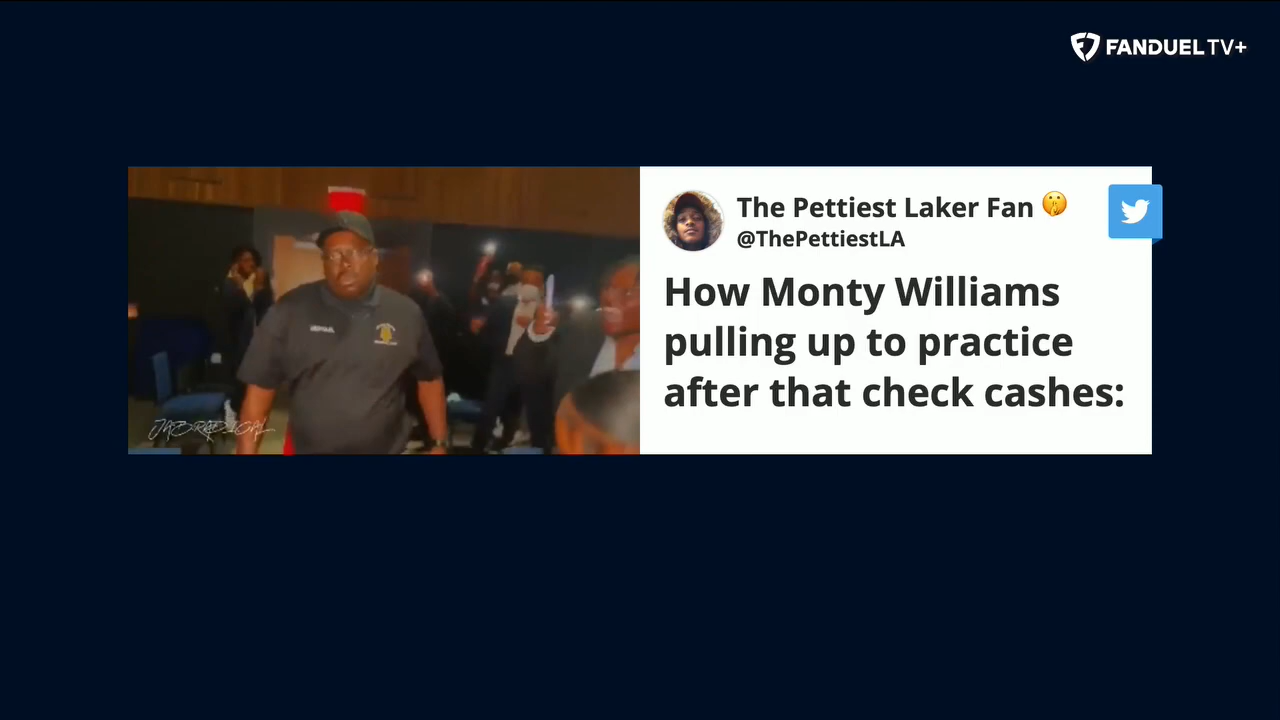 FANDUEL TV+
The Pettiest Laker Fan 🤫
@ThePettiestLA
How Monty Williams
pulling up to practice
after that check cashes: